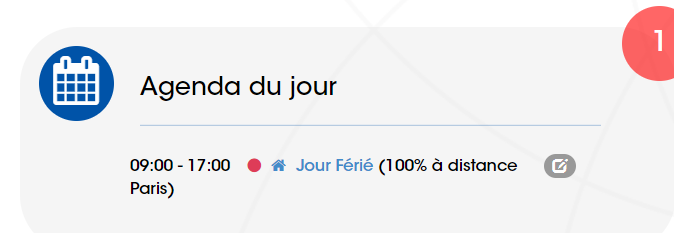 1
Agenda du jour
09:00 - 17:00 Jour Férié (100% à distance
Paris)